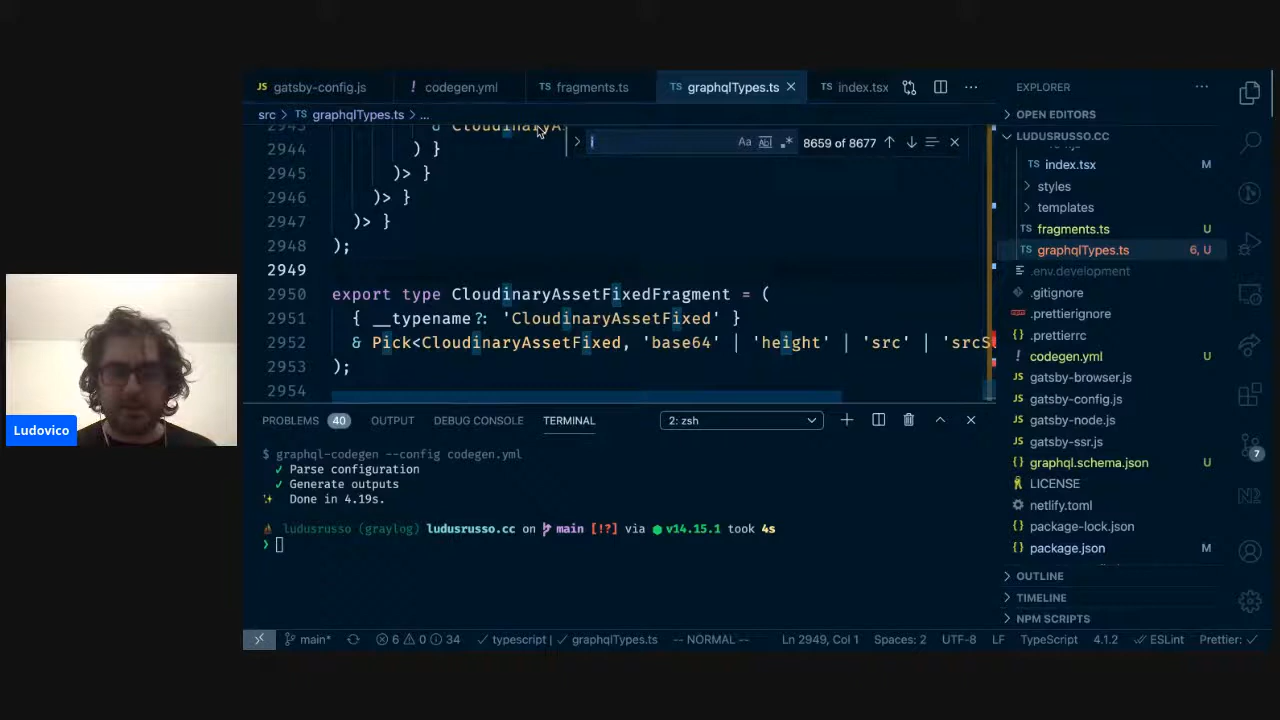 gatsby-config.js
codegen.yml
fragments.ts
graphqlTypes.ts
index.tsx
EXPLORER
src > TS graphqlTypes.ts > ...
OPEN EDITORS
LUDUSRUSSO.CC
i
Aa
8659 of 8677
2944 ) }
2945 )> }
2946 )> }
2947 )> }
2948 );
2949
2950 export type CloudinaryAssetFixedFragment = (
2951 { __typename?: 'CloudinaryAssetFixed' }
2952 & Pick<CloudinaryAssetFixed, 'base64' | 'height' | 'src' | 'srcS
2953 );
2954
TS index.tsx M
styles
templates
TS fragments.ts U
TS graphqlTypes.ts 6, U
.env.development
.gitignore
.prettierignore
.prettierrc
! codegen.yml U
JS gatsby-browser.js
JS gatsby-config.js
JS gatsby-node.js
JS gatsby-ssr.js
{} graphql.schema.json U
LICENSE
netlify.toml
{} package-lock.json
{} package.json M
OUTLINE
TIMELINE
NPM SCRIPTS
7
PROBLEMS 40 OUTPUT DEBUG CONSOLE TERMINAL 2: zsh
$ graphql-codegen --config codegen.yml
✓ Parse configuration
✓ Generate outputs
✨ Done in 4.19s.
ludusrusso (graylog) ludusrusso.cc on main [!?] via v14.15.1 took 4s
❯
Ludovico
main* 6 0 34 ✓ typescript | ✓ graphqlTypes.ts -- NORMAL -- Ln 2949, Col 1 Spaces: 2 UTF-8 LF TypeScript 4.1.2 ESLint Prettier: ✓